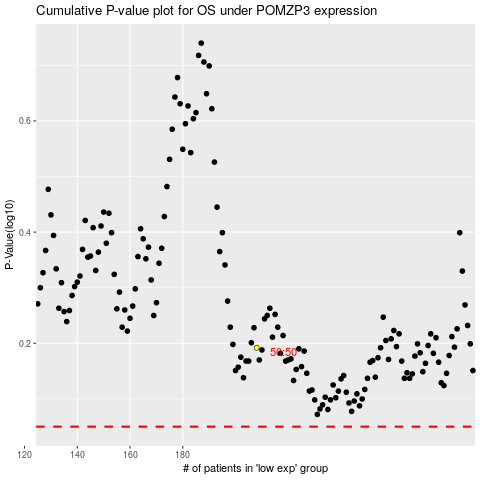 Cumulative P-value plot for OS under POMZP3 expression
P-Value(log10)
0.6
0.4
0.2
50:50
120 140 160 180
# of patients in 'low exp' group